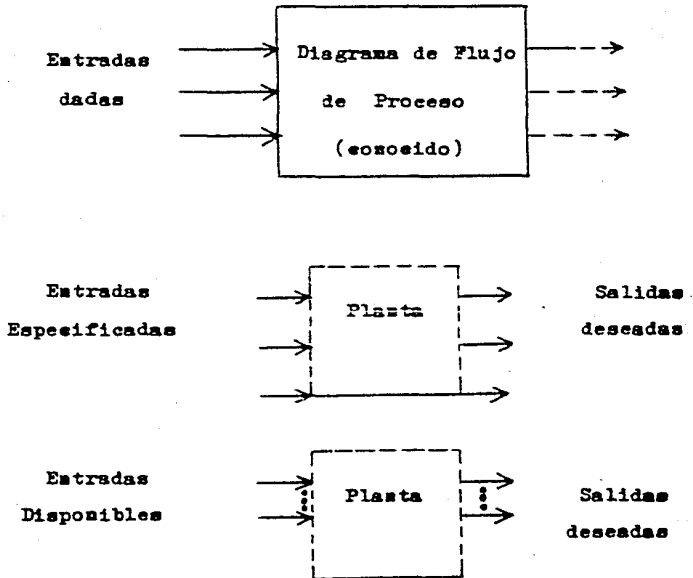 Entradas
dadas
Diagrama de Flujo
de Proceso
(conocido)
Entradas
Especificadas
Planta
Salidas
deseadas
Entradas
Disponibles
Planta
Salidas
deseadas